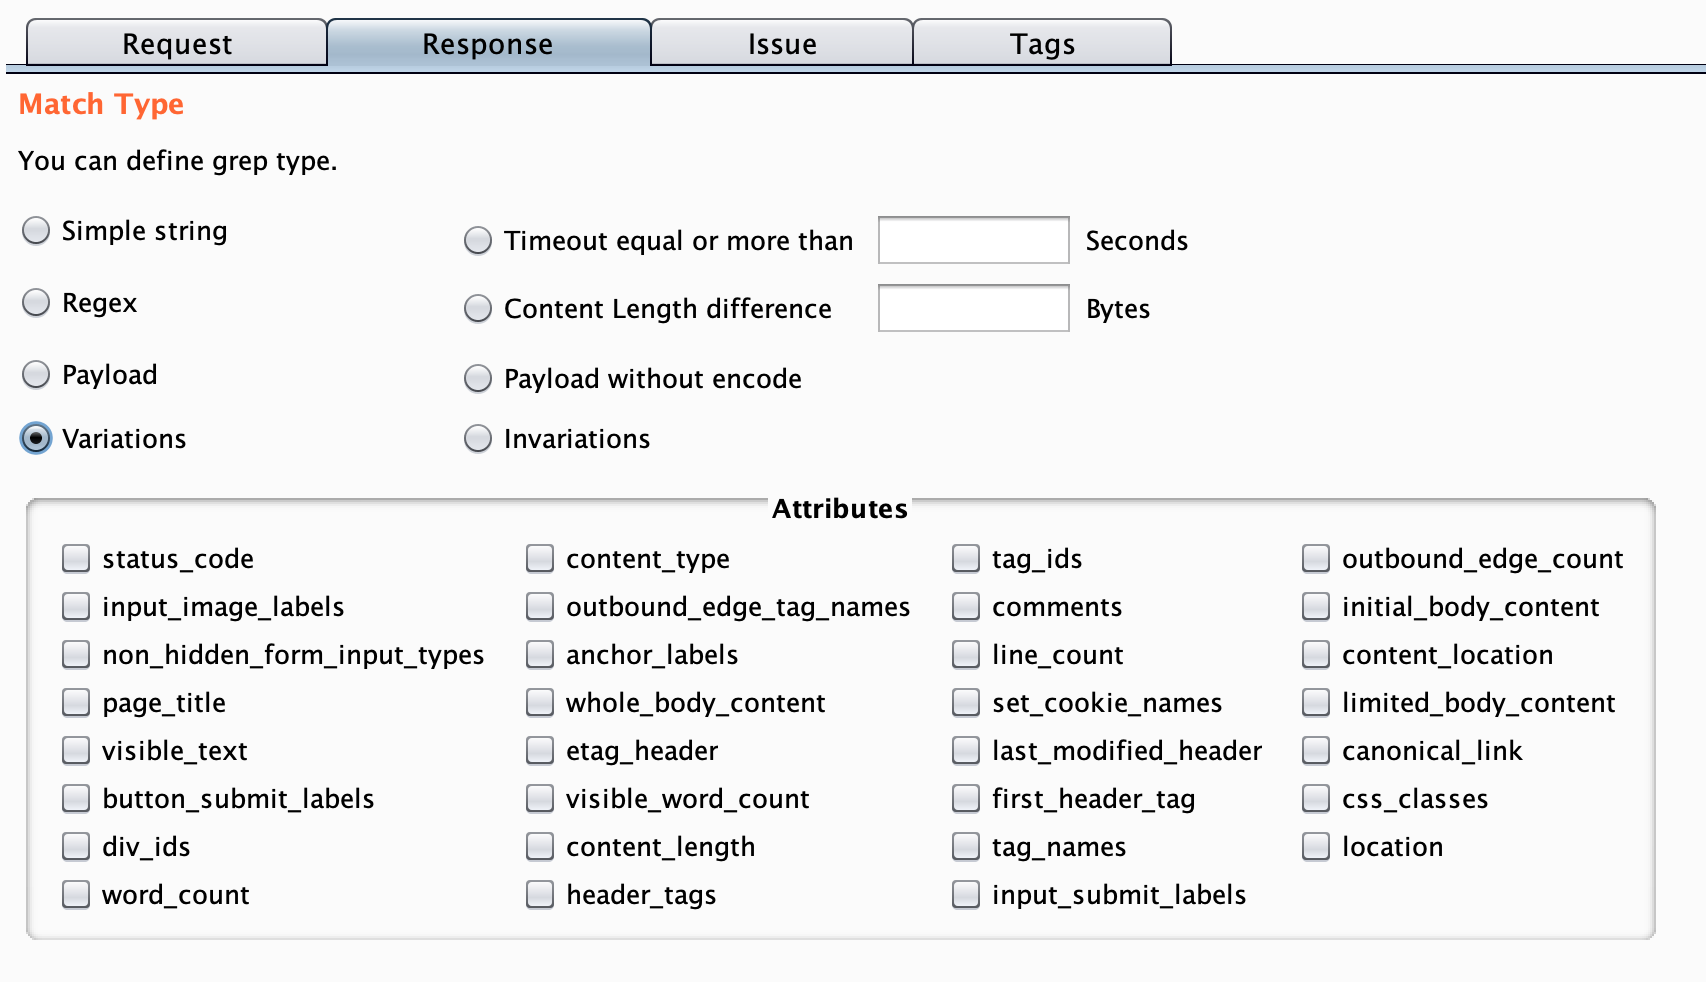 Request Response Issue Tags
Match Type
You can define grep type.
Simple string
Timeout equal or more than Seconds
Regex
Content Length difference Bytes
Payload
Payload without encode
Variations
Invariations
Attributes
status_code content_type tag_ids outbound_edge_count
input_image_labels outbound_edge_tag_names comments initial_body_content
non_hidden_form_input_types anchor_labels line_count content_location
page_title whole_body_content set_cookie_names limited_body_content
visible_text etag_header last_modified_header canonical_link
button_submit_labels visible_word_count first_header_tag css_classes
div_ids content_length tag_names location
word_count header_tags input_submit_labels